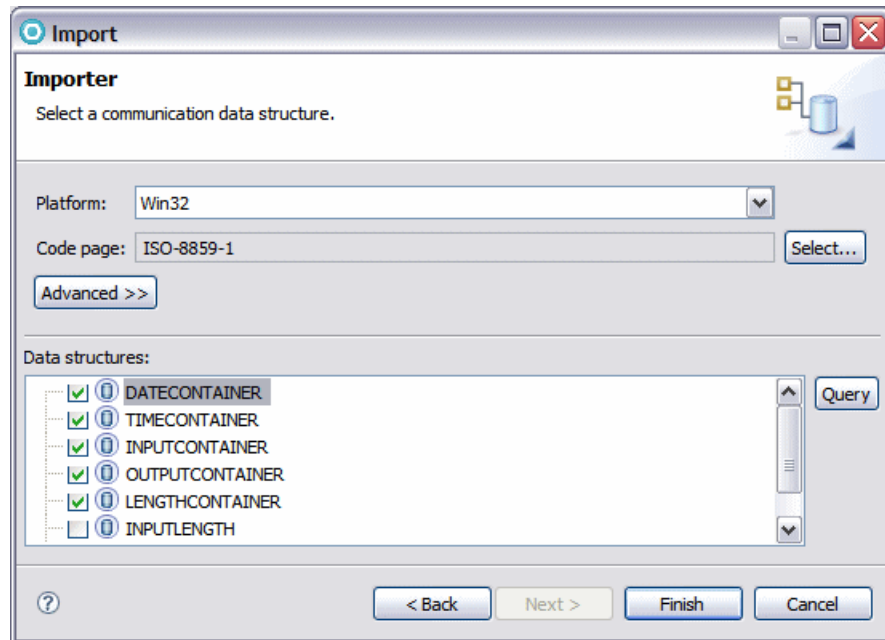 Import
Importer
Select a communication data structure.
Platform: Win32
Code page: ISO-8859-1 Select...
Advanced >>
Data structures:
DATECONTAINER Query
TIMECONTAINER
INPUTCONTAINER
OUTPUTCONTAINER
LENGTHCONTAINER
INPUTLENGTH
? < Back Next > Finish Cancel